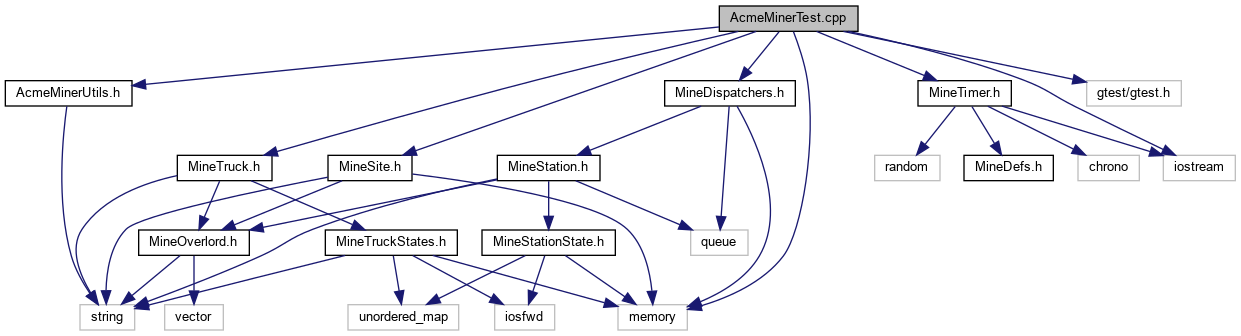 AcmeMinerTest.cpp
AcmeMinerUtils.h
MineDispatchers.h
MineTimer.h
gtest/gtest.h
MineTruck.h
MineSite.h
MineStation.h
random
MineDefs.h
chrono
iostream
MineOverlord.h
MineTruckStates.h
MineStationState.h
queue
string
vector
unordered_map
iosfwd
memory